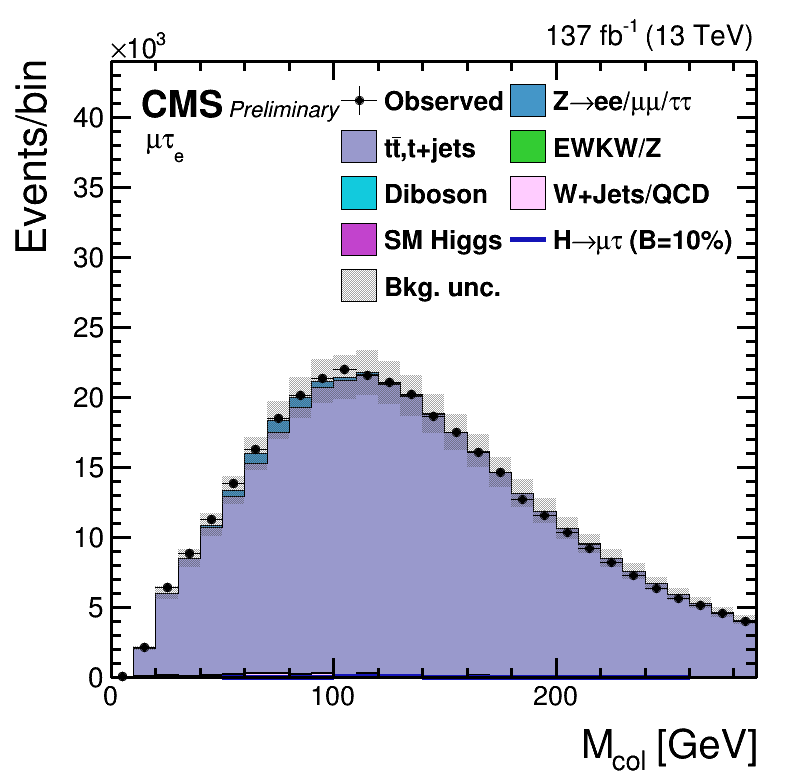 ×10³
137 fb⁻¹ (13 TeV)
Events/bin
CMS Preliminary
μτₑ
Observed
Z→ee/μμ/ττ
tt̄,t+jets
EWKW/Z
Diboson
W+Jets/QCD
SM Higgs
H→μτ (B=10%)
Bkg. unc.
40
35
30
25
20
15
10
5
0
0 100 200
M_col [GeV]